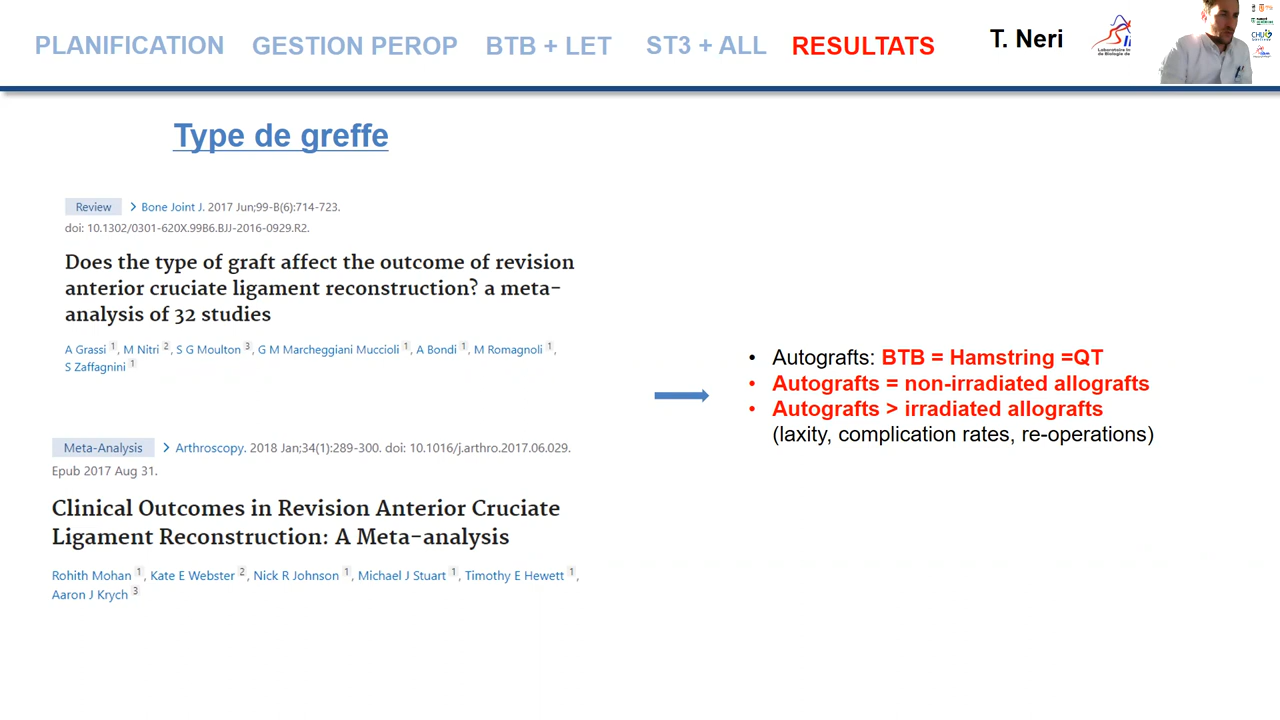 PLANIFICATION GESTION PEROP BTB + LET ST3 + ALL RESULTATS T. Neri
Laboratoire
de Biologie de
CHU
Type de greffe
Review > Bone Joint J. 2017 Jun;99-B(6):714-723.
doi: 10.1302/0301-620X.99B6.BJJ-2016-0929.R2.
Does the type of graft affect the outcome of revision
anterior cruciate ligament reconstruction? a meta-
analysis of 32 studies
A Grassi 1, M Nitri 2, S G Moulton 3, G M Marcheggiani Muccioli 1, A Bondi 1, M Romagnoli 1,
S Zaffagnini 1
Meta-Analysis > Arthroscopy. 2018 Jan;34(1):289-300. doi: 10.1016/j.arthro.2017.06.029.
Epub 2017 Aug 31.
Clinical Outcomes in Revision Anterior Cruciate
Ligament Reconstruction: A Meta-analysis
Rohith Mohan 1, Kate E Webster 2, Nick R Johnson 1, Michael J Stuart 1, Timothy E Hewett 1,
Aaron J Krych 3
• Autografts: BTB = Hamstring =QT
• Autografts = non-irradiated allografts
• Autografts > irradiated allografts
(laxity, complication rates, re-operations)